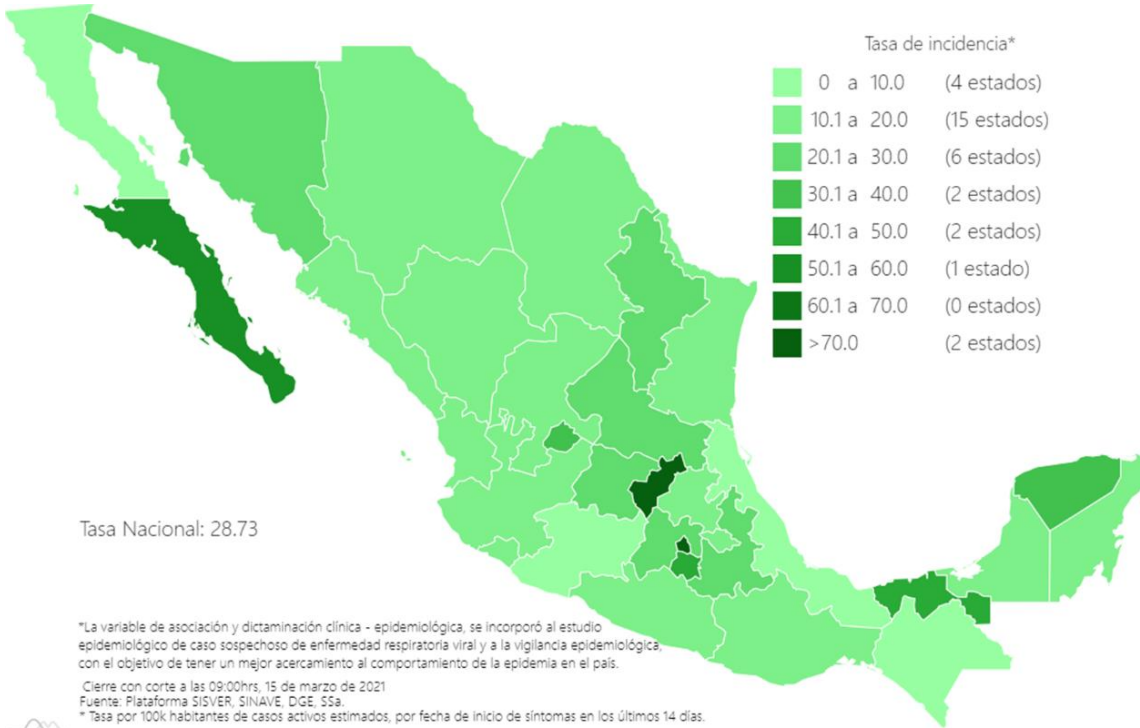 Tasa de incidencia*
0 a 10.0 (4 estados)
10.1 a 20.0 (15 estados)
20.1 a 30.0 (6 estados)
30.1 a 40.0 (2 estados)
40.1 a 50.0 (2 estados)
50.1 a 60.0 (1 estado)
60.1 a 70.0 (0 estados)
>70.0 (2 estados)
Tasa Nacional: 28.73
*La variable de asociación y dictaminación clínica - epidemiológica, se incorporó al estudio
epidemiológico de caso sospechoso de enfermedad respiratoria viral y a la vigilancia epidemiológica,
con el objetivo de tener un mejor acercamiento al comportamiento de la epidemia en el país.
Cierre con corte a las 09:00hrs, 15 de marzo de 2021
Fuente: Plataforma SISVER, SINAVE, DGE, SSa.
* Tasa por 100k habitantes de casos activos estimados, por fecha de inicio de síntomas en los últimos 14 días.